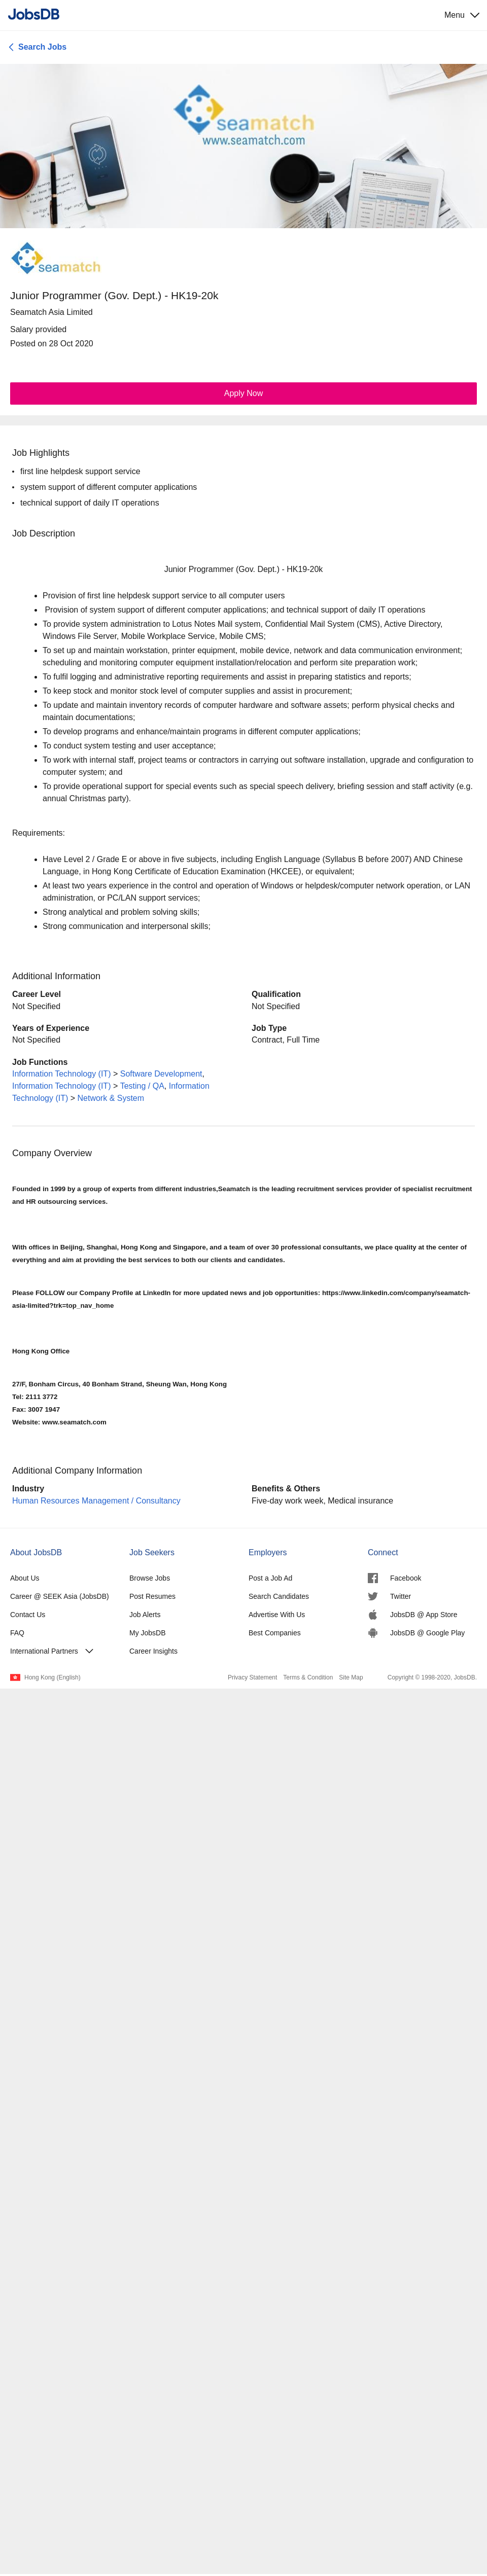 JobsDB
Menu
Search Jobs
seamatch
www.seamatch.com
seamatch
Junior Programmer (Gov. Dept.) - HK19-20k
Seamatch Asia Limited
Salary provided
Posted on 28 Oct 2020
Apply Now
Job Highlights
• first line helpdesk support service
• system support of different computer applications
• technical support of daily IT operations
Job Description
Junior Programmer (Gov. Dept.) - HK19-20k
• Provision of first line helpdesk support service to all computer users
• Provision of system support of different computer applications; and technical support of daily IT operations
• To provide system administration to Lotus Notes Mail system, Confidential Mail System (CMS), Active Directory,
Windows File Server, Mobile Workplace Service, Mobile CMS;
• To set up and maintain workstation, printer equipment, mobile device, network and data communication environment;
scheduling and monitoring computer equipment installation/relocation and perform site preparation work;
• To fulfil logging and administrative reporting requirements and assist in preparing statistics and reports;
• To keep stock and monitor stock level of computer supplies and assist in procurement;
• To update and maintain inventory records of computer hardware and software assets; perform physical checks and
maintain documentations;
• To develop programs and enhance/maintain programs in different computer applications;
• To conduct system testing and user acceptance;
• To work with internal staff, project teams or contractors in carrying out software installation, upgrade and configuration to
computer system; and
• To provide operational support for special events such as special speech delivery, briefing session and staff activity (e.g.
annual Christmas party).
Requirements:
• Have Level 2 / Grade E or above in five subjects, including English Language (Syllabus B before 2007) AND Chinese
Language, in Hong Kong Certificate of Education Examination (HKCEE), or equivalent;
• At least two years experience in the control and operation of Windows or helpdesk/computer network operation, or LAN
administration, or PC/LAN support services;
• Strong analytical and problem solving skills;
• Strong communication and interpersonal skills;
Additional Information
Career Level
Not Specified
Qualification
Not Specified
Years of Experience
Not Specified
Job Type
Contract, Full Time
Job Functions
Information Technology (IT) > Software Development,
Information Technology (IT) > Testing / QA, Information
Technology (IT) > Network & System
Company Overview
Founded in 1999 by a group of experts from different industries,Seamatch is the leading recruitment services provider of specialist recruitment
and HR outsourcing services.
With offices in Beijing, Shanghai, Hong Kong and Singapore, and a team of over 30 professional consultants, we place quality at the center of
everything and aim at providing the best services to both our clients and candidates.
Please FOLLOW our Company Profile at LinkedIn for more updated news and job opportunities: https://www.linkedin.com/company/seamatch-
asia-limited?trk=top_nav_home
Hong Kong Office
27/F, Bonham Circus, 40 Bonham Strand, Sheung Wan, Hong Kong
Tel: 2111 3772
Fax: 3007 1947
Website: www.seamatch.com
Additional Company Information
Industry
Human Resources Management / Consultancy
Benefits & Others
Five-day work week, Medical insurance
About JobsDB
About Us
Career @ SEEK Asia (JobsDB)
Contact Us
FAQ
International Partners
Job Seekers
Browse Jobs
Post Resumes
Job Alerts
My JobsDB
Career Insights
Employers
Post a Job Ad
Search Candidates
Advertise With Us
Best Companies
Connect
Facebook
Twitter
JobsDB @ App Store
JobsDB @ Google Play
Hong Kong (English)
Privacy Statement Terms & Condition Site Map
Copyright © 1998-2020, JobsDB.